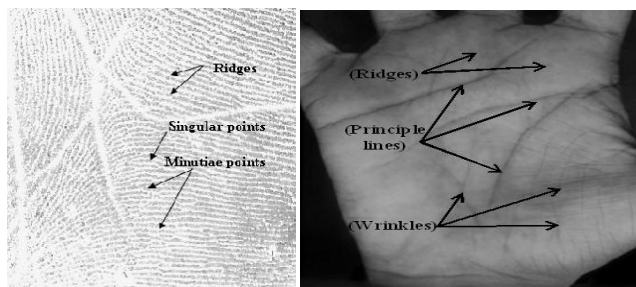 Ridges
Singular points
Minutiae points
(Ridges)
(Principle
lines)
(Wrinkles)